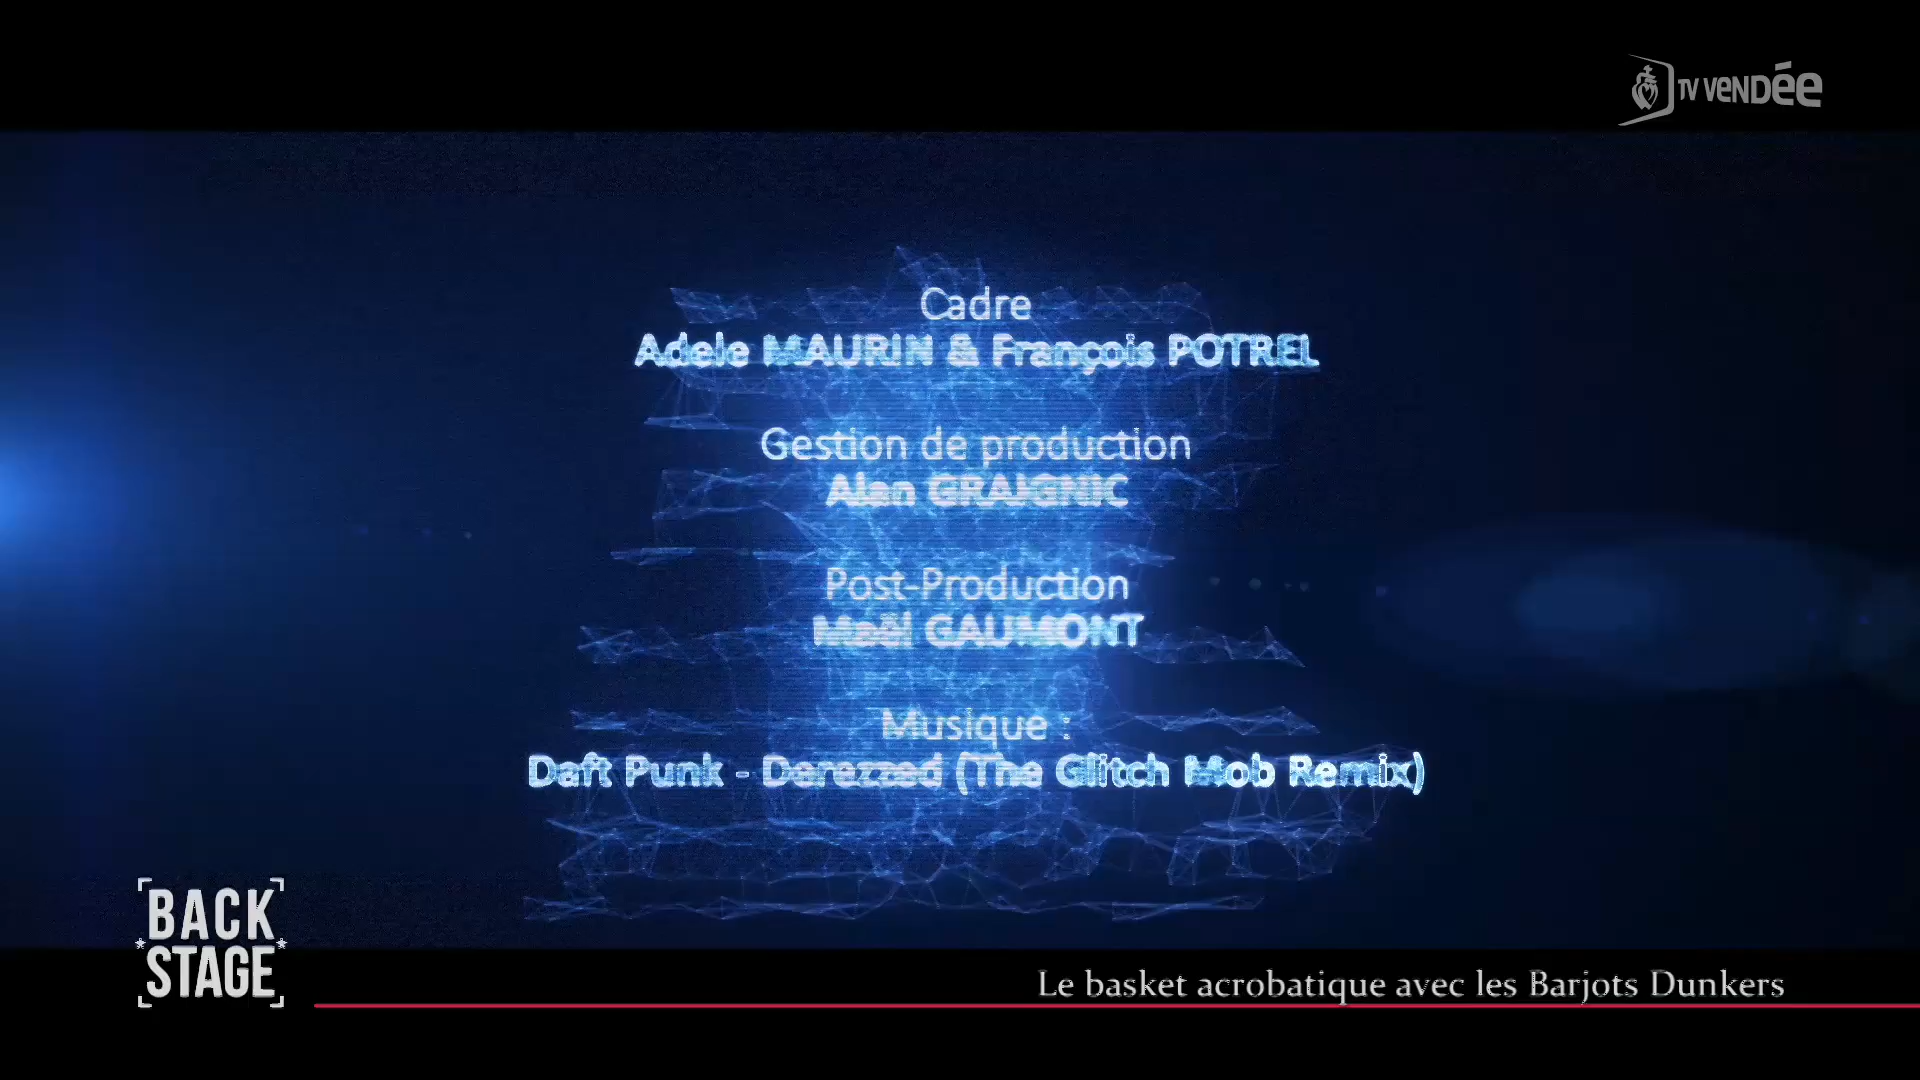 TV VENDÉE
Cadre
Adele MAURIN & François POTREL
Gestion de production
Alan GRAIGNIC
Post-Production
Maël GAUMONT
Musique :
Daft Punk - Derezzed (The Glitch Mob Remix)
BACK
STAGE
Le basket acrobatique avec les Barjots Dunkers